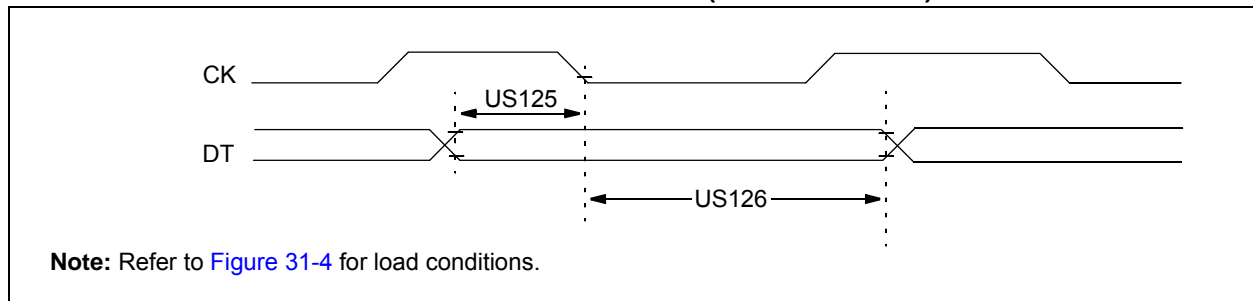 CK
US125
DT
US126
Note: Refer to Figure 31-4 for load conditions.